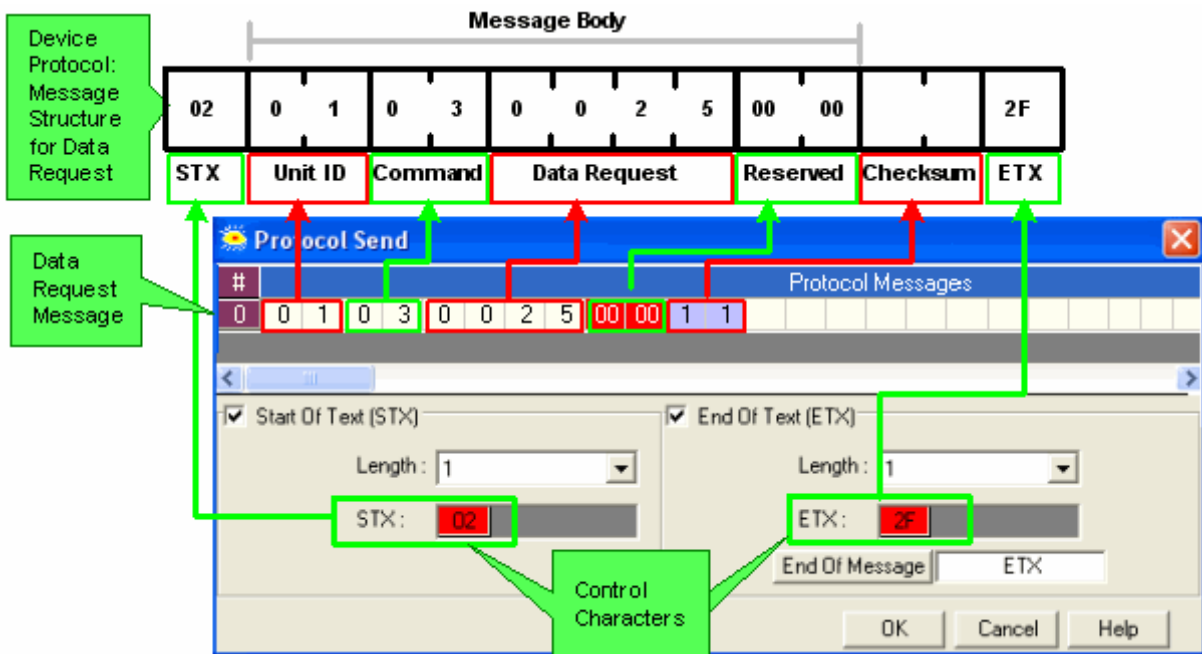 Message Body
Device
Protocol:
Message
Structure
for Data
Request
02 0 1 0 3 0 0 2 5 00 00 2F
STX Unit ID Command Data Request Reserved Checksum ETX
Protocol Send
Data
Request
Message
# Protocol Messages
0 0 1 0 3 0 0 2 5 00 00 1 1
Start Of Text (STX)
Length : 1
STX : 02
End Of Text (ETX)
Length : 1
ETX : 2F
End Of Message ETX
Control
Characters
OK Cancel Help